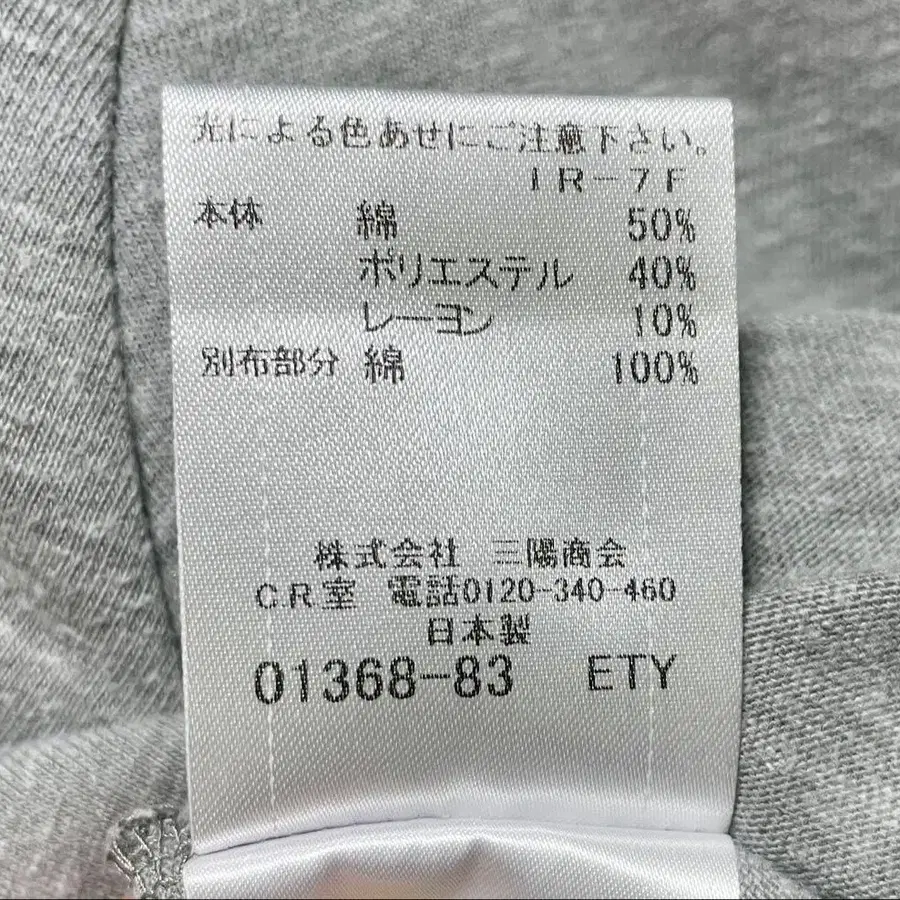 光による色あせにご注意下さい。
IR-7F
本体 綿 50%
ポリエステル 40%
レーヨン 10%
別布部分 綿 100%
株式会社 三陽商会
C.R室 電話0120-340-460
日本製
01368-83 ETY